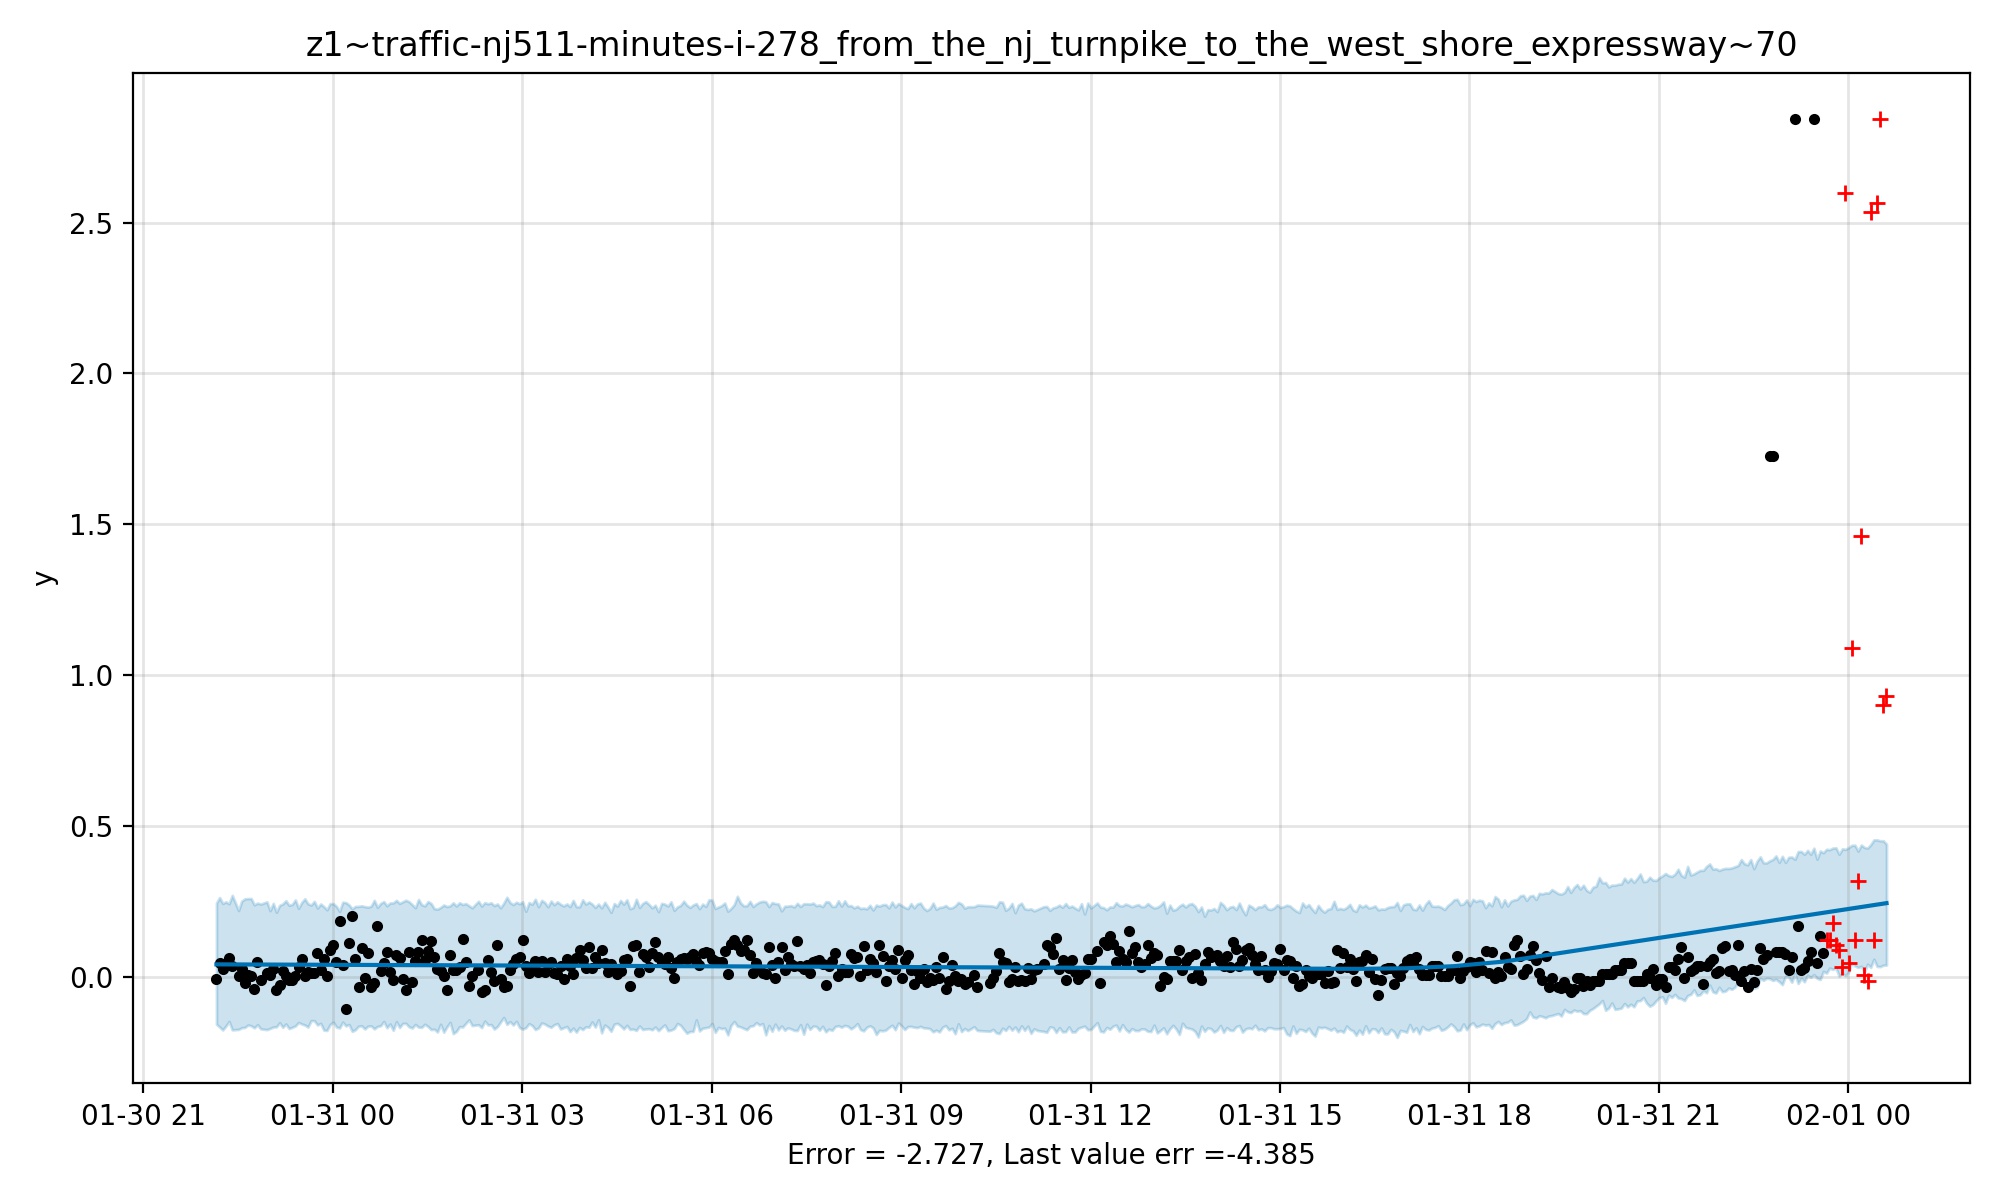 z1~traffic-nj511-minutes-i-278_from_the_nj_turnpike_to_the_west_shore_expressway~70
y
2.5
2.0
1.5
1.0
0.5
0.0
01-30 21 01-31 00 01-31 03 01-31 06 01-31 09 01-31 12 01-31 15 01-31 18 01-31 21 02-01 00
Error = -2.727, Last value err =-4.385